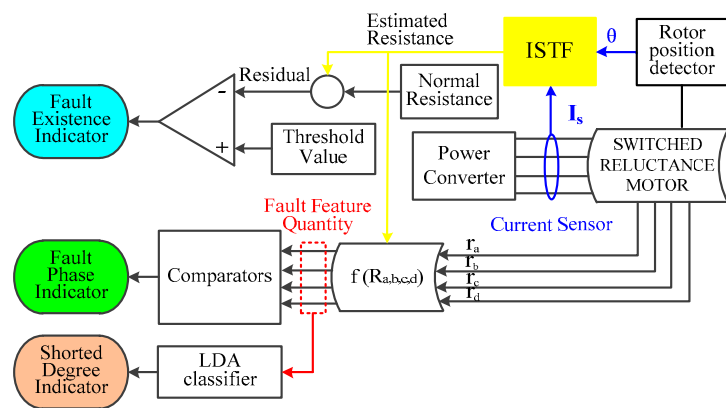 Estimated
Resistance
ISTF
θ
Rotor
position
detector
Fault
Existence
Indicator
-
+
Residual
Normal
Resistance
Threshold
Value
Is
Power
Converter
SWITCHED
RELUCTANCE
MOTOR
Current Sensor
Fault Feature
Quantity
Fault
Phase
Indicator
Comparators
f (Ra,b,c,d)
ra
rb
rc
rd
Shorted
Degree
Indicator
LDA
classifier